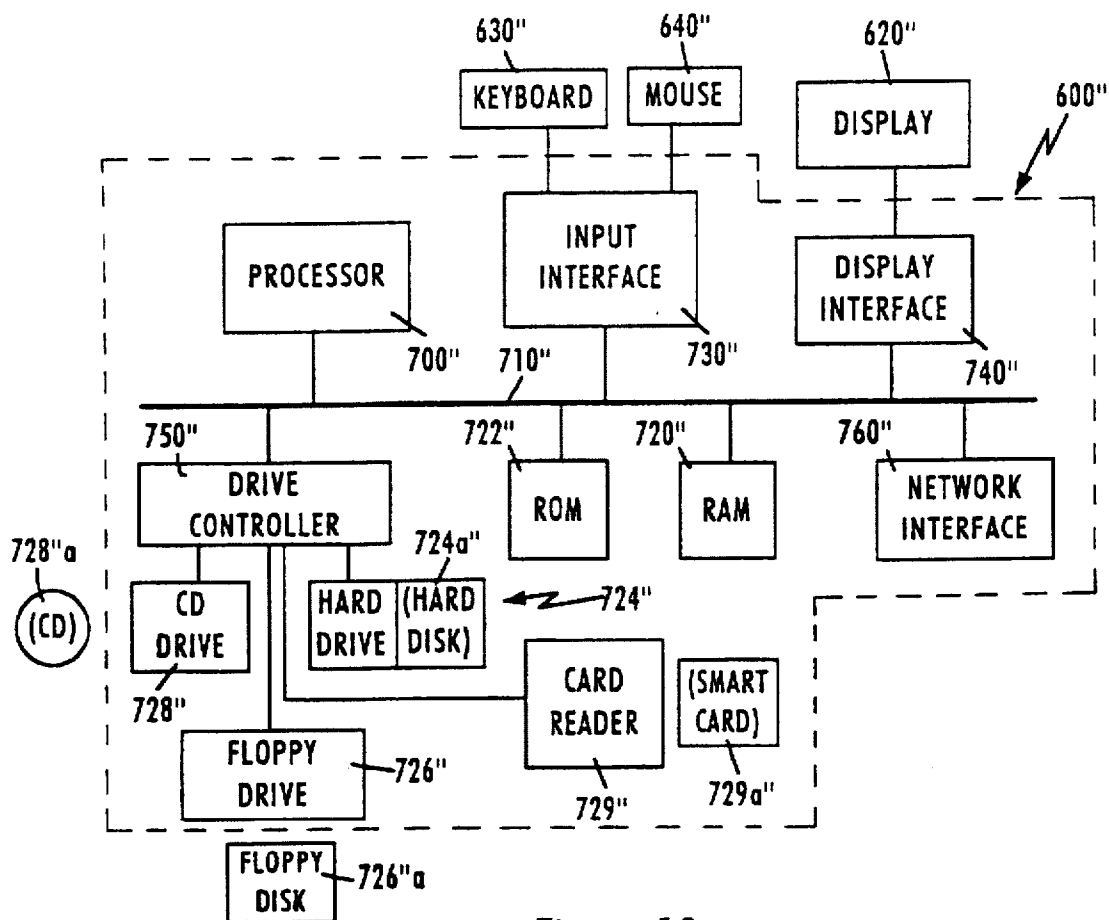 630"
640"
620"
KEYBOARD
MOUSE
DISPLAY
600"
PROCESSOR
INPUT
INTERFACE
DISPLAY
INTERFACE
700"
710"
730"
740"
750"
722"
720"
760"
DRIVE
CONTROLLER
ROM
RAM
NETWORK
INTERFACE
728"a
(CD)
CD
DRIVE
728"
724a"
HARD
DRIVE
(HARD
DISK)
724"
CARD
READER
729"
(SMART
CARD)
729a"
FLOPPY
DRIVE
726"
FLOPPY
DISK
726"a